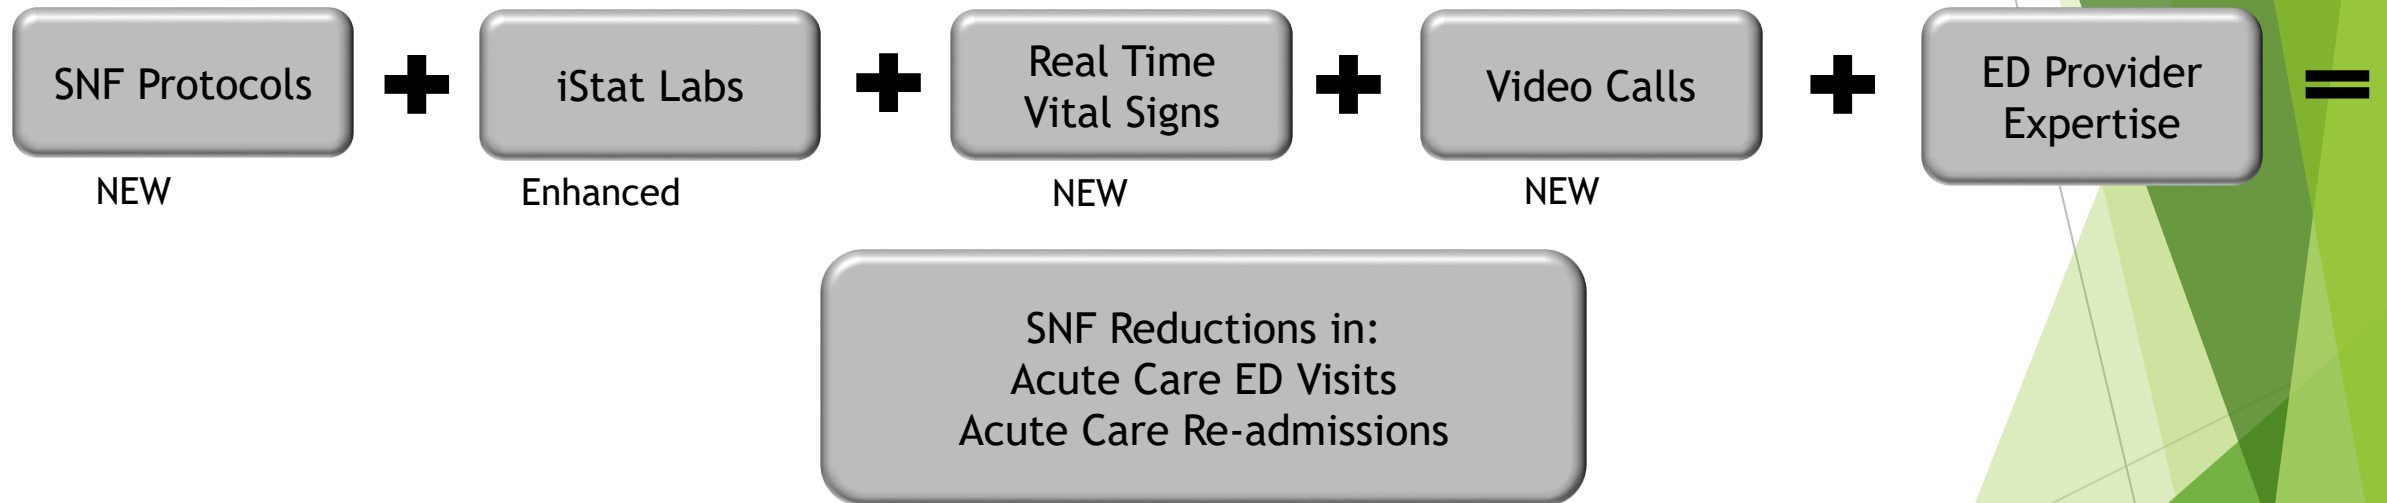 SNF Protocols
iStat Labs
Real Time
Vital Signs
Video Calls
ED Provider
Expertise
NEW
Enhanced
NEW
NEW
SNF Reductions in:
Acute Care ED Visits
Acute Care Re-admissions